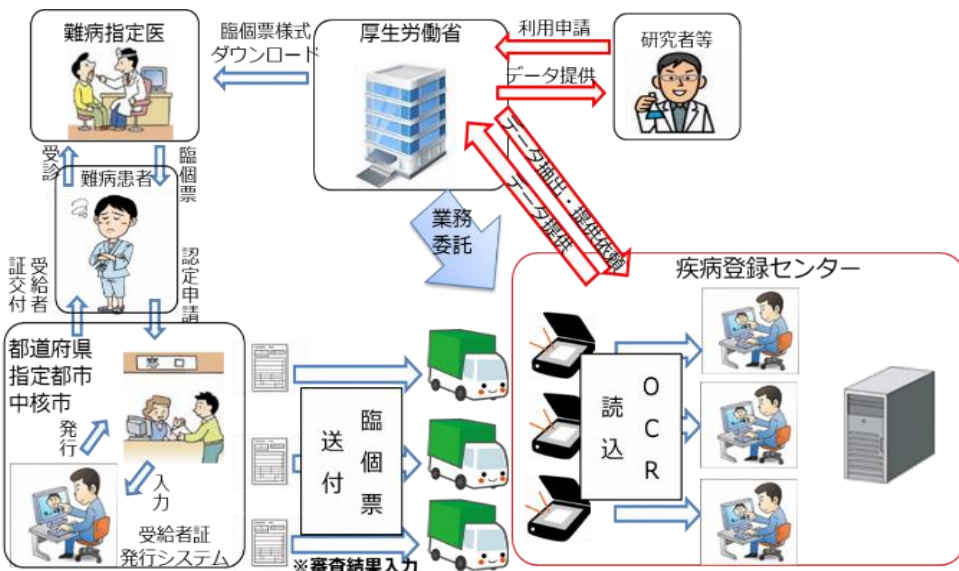 難病指定医
臨個票様式
ダウンロード
厚生労働省
利用申請
データ提供
研究者等
受診
臨個票
難病患者
データ抽出・提供依頼
データ提供
業務
委託
受給者
証交付
認定申請
疾病登録センター
都道府県
指定都市
中核市
窓口
発行
入力
受給者証
発行システム
臨個票
送付
※審査結果入力
OCR
読込